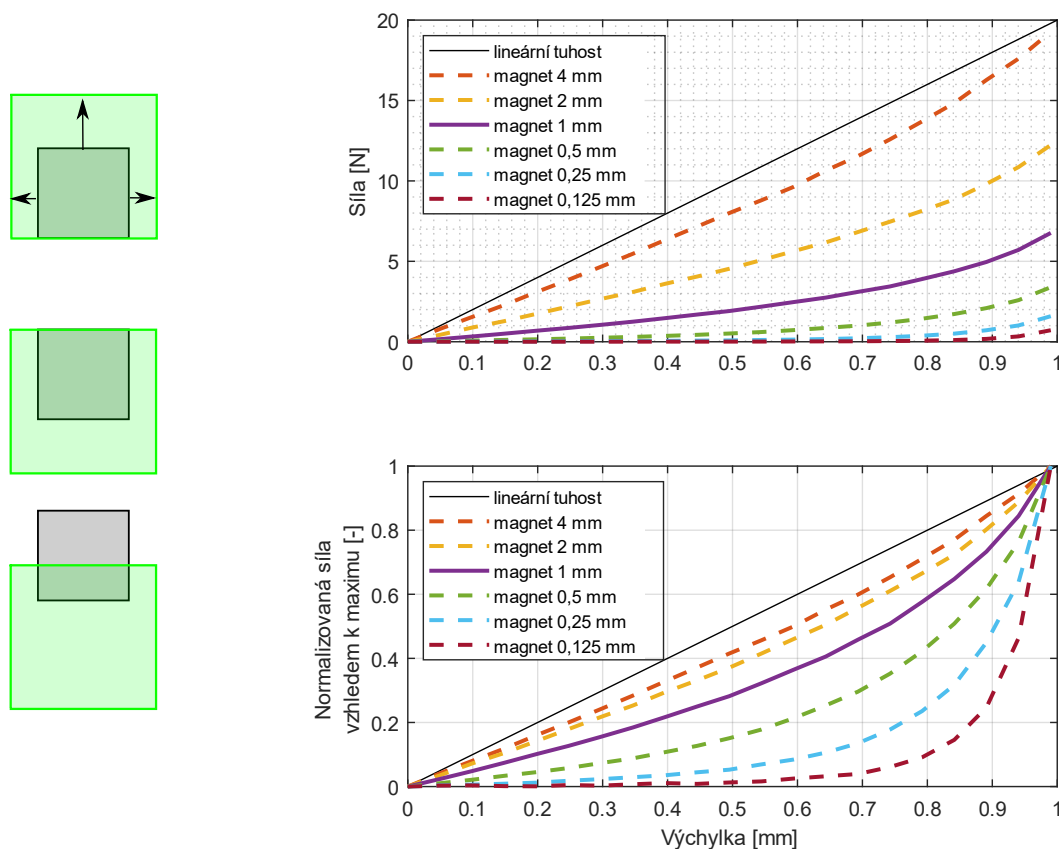 20
15
10
5
0
Síla [N]
lineární tuhost
magnet 4 mm
magnet 2 mm
magnet 1 mm
magnet 0,5 mm
magnet 0,25 mm
magnet 0,125 mm
0 0.1 0.2 0.3 0.4 0.5 0.6 0.7 0.8 0.9 1
1
0.8
0.6
0.4
0.2
0
Normalizovaná síla
vzhledem k maximu [-]
lineární tuhost
magnet 4 mm
magnet 2 mm
magnet 1 mm
magnet 0,5 mm
magnet 0,25 mm
magnet 0,125 mm
0 0.1 0.2 0.3 0.4 0.5 0.6 0.7 0.8 0.9 1
Výchylka [mm]